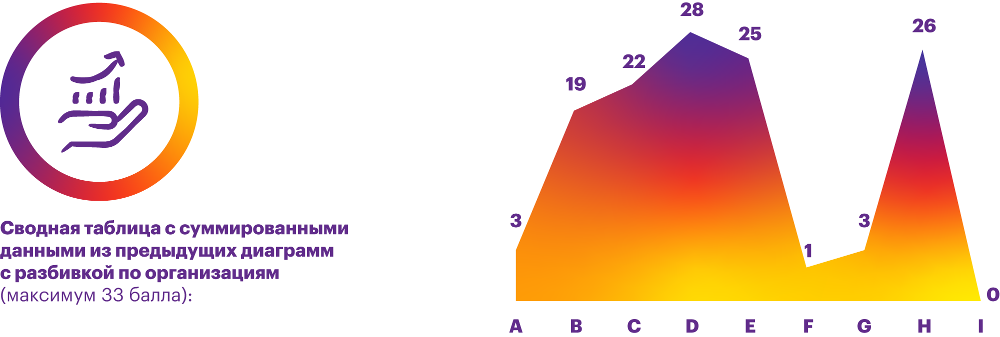 Сводная таблица с суммированными
данными из предыдущих диаграмм
с разбивкой по организациям
(максимум 33 балла):
28
26
25
22
19
3
3
1
0
A B C D E F G H I